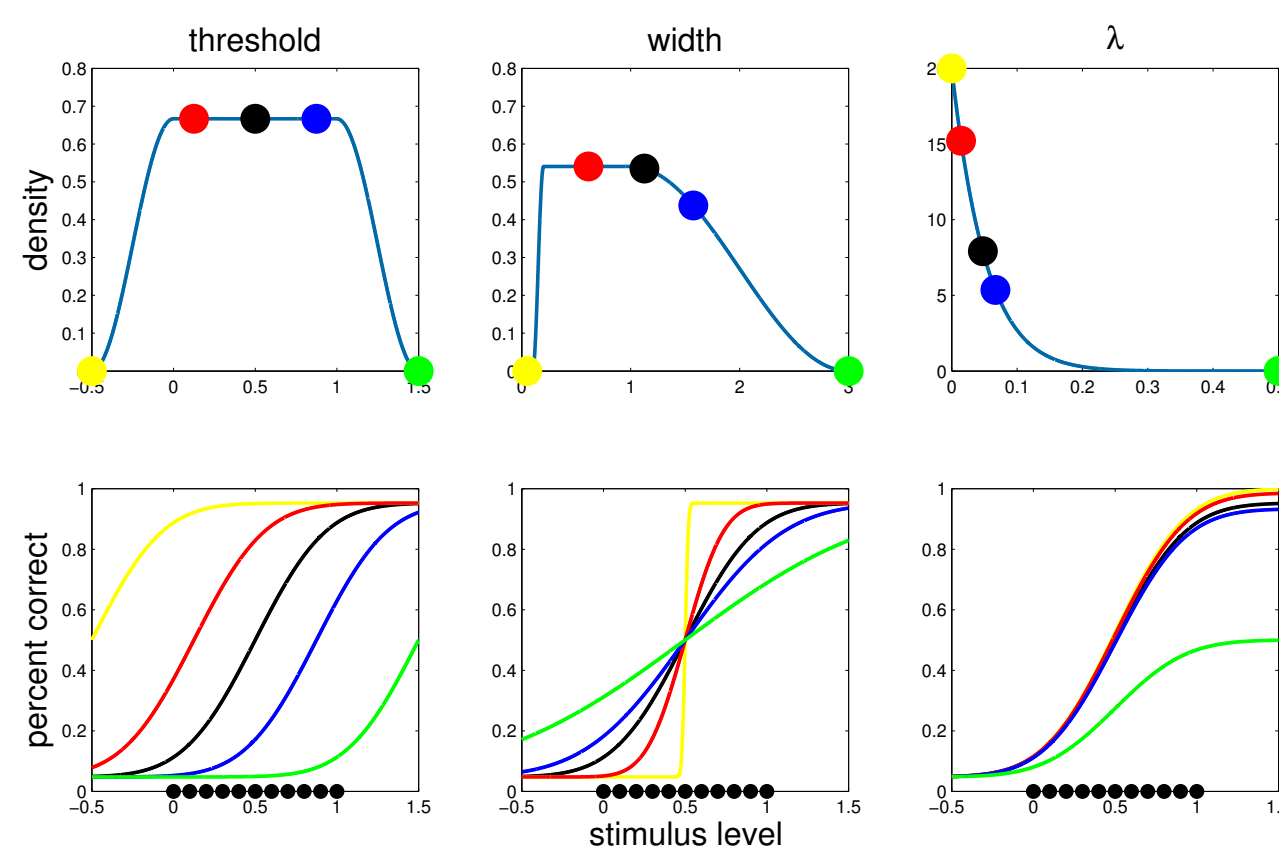 threshold width λ
density
0.8 0.8 20
0.7 0.7
0.6 0.6 15
0.5 0.5
0.4 0.4 10
0.3 0.3
0.2 0.2 5
0.1 0.1
0 0
−0.5 0 0.5 1 1.5 0 1 2 3 0 0.1 0.2 0.3 0.4
percent correct
1 1 1
0.8 0.8 0.8
0.6 0.6 0.6
0.4 0.4 0.4
0.2 0.2 0.2
0 0 0
−0.5 0 0.5 1 1.5 −0.5 0 0.5 1 1.5 −0.5 0 0.5 1
stimulus level